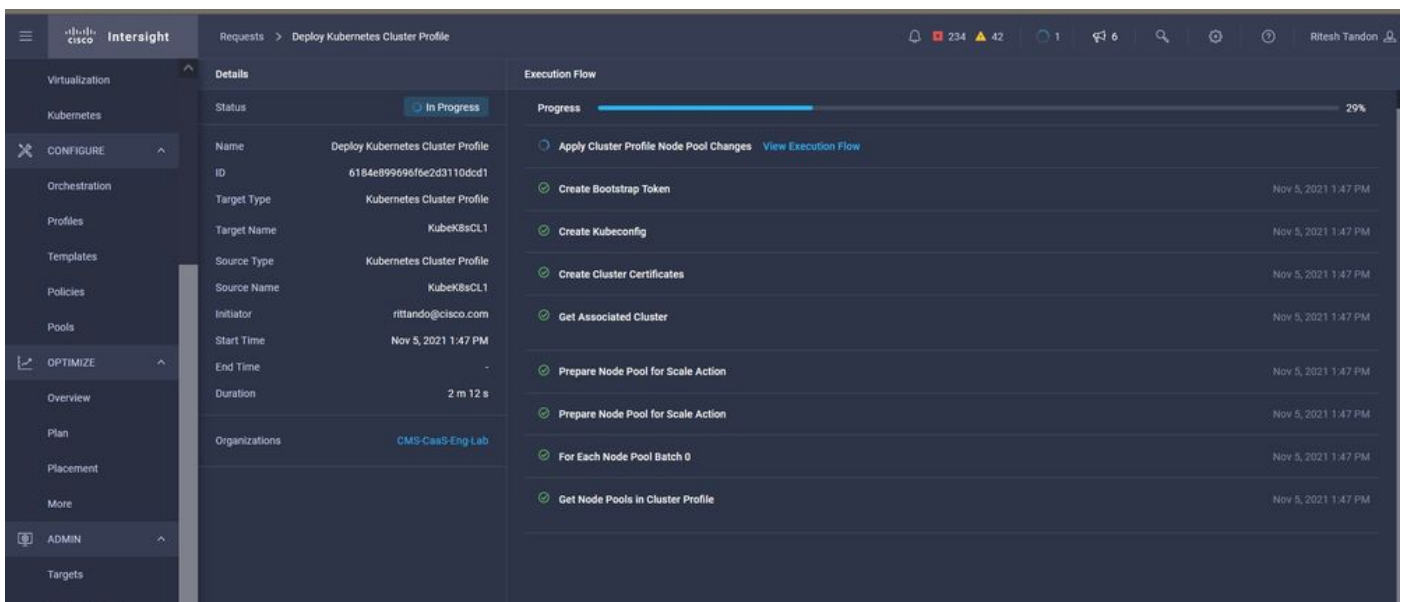 cisco Intersight
Requests > Deploy Kubernetes Cluster Profile
234 42 1 6 Ritesh Tandon
Virtualization
Kubernetes
CONFIGURE
Orchestration
Profiles
Templates
Policies
Pools
OPTIMIZE
Overview
Plan
Placement
More
ADMIN
Targets
Details
Status In Progress
Name Deploy Kubernetes Cluster Profile
ID 6184e899696f6e2d3110dcd1
Target Type Kubernetes Cluster Profile
Target Name KubeK8sCL1
Source Type Kubernetes Cluster Profile
Source Name KubeK8sCL1
Initiator rittando@cisco.com
Start Time Nov 5, 2021 1:47 PM
End Time -
Duration 2 m 12 s
Organizations CMS-CaaS-Eng-Lab
Execution Flow
Progress 29%
Apply Cluster Profile Node Pool Changes View Execution Flow
Create Bootstrap Token Nov 5, 2021 1:47 PM
Create Kubeconfig Nov 5, 2021 1:47 PM
Create Cluster Certificates Nov 5, 2021 1:47 PM
Get Associated Cluster Nov 5, 2021 1:47 PM
Prepare Node Pool for Scale Action Nov 5, 2021 1:47 PM
Prepare Node Pool for Scale Action Nov 5, 2021 1:47 PM
For Each Node Pool Batch 0 Nov 5, 2021 1:47 PM
Get Node Pools in Cluster Profile Nov 5, 2021 1:47 PM